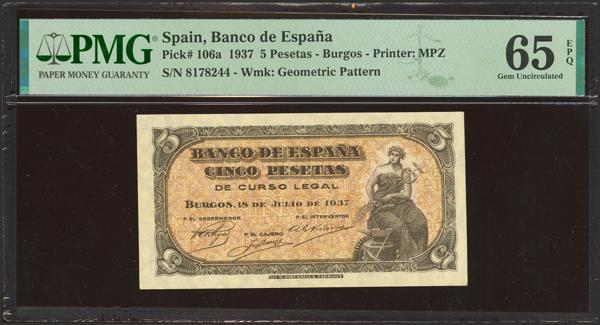 PMG
PAPER MONEY GUARANTY
Spain, Banco de España
Pick# 106a 1937 5 Pesetas - Burgos - Printer: MPZ
S/N 8178244 - Wmk: Geometric Pattern
65 EPQ
Gem Uncirculated
5 5
BANCO DE ESPAÑA
CINCO PESETAS
DE CURSO LEGAL
BURGOS, 18 DE JULIO DE 1937
P. EL GOBERNADOR P. EL INTERVENTOR
P. EL CAJERO
5 5